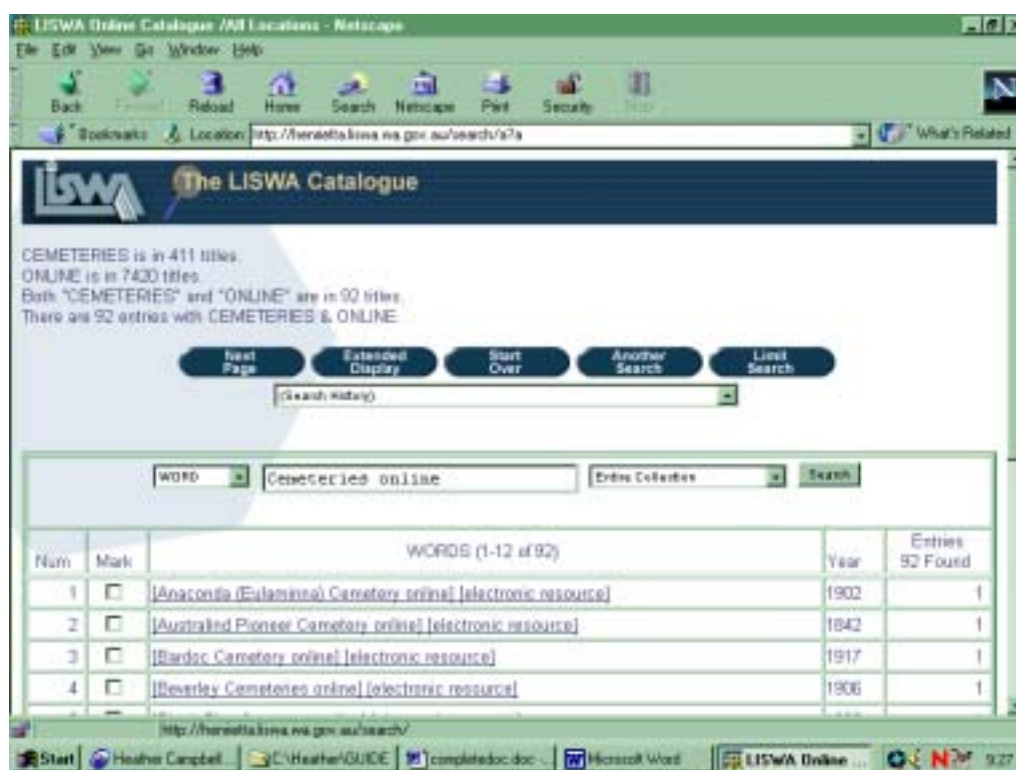 LISWA Online Catalogue /All Locations - Netscape
File Edit View Go Window Help
Back Forward Reload Home Search Netscape Print Security Stop
Bookmarks Location: http://henrietta.liswa.wa.gov.au/search/a?a What's Related
LISWA The LISWA Catalogue
CEMETERIES is in 411 titles.
ONLINE is in 7420 titles.
Both "CEMETERIES" and "ONLINE" are in 92 titles.
There are 92 entries with CEMETERIES & ONLINE.
Next Page Extended Display Start Over Another Search Limit Search
(Search History)
WORD Cemeteried online Entire Collection Search
Num Mark WORDS (1-12 of 92) Year Entries 92 Found
1 [Anaconda (Eulaminna) Cemetery online] [electronic resource] 1902 1
2 [Australind Pioneer Cemetery online] [electronic resource] 1842 1
3 [Bardoc Cemetery online] [electronic resource] 1917 1
4 [Beverley Cemeteries online] [electronic resource] 1906 1
http://henrietta.liswa.wa.gov.au/search/
Start Heather Campbell... C:\Heather\GUIDE completedoc.doc -... Microsoft Word LISWA Online ... 9:27